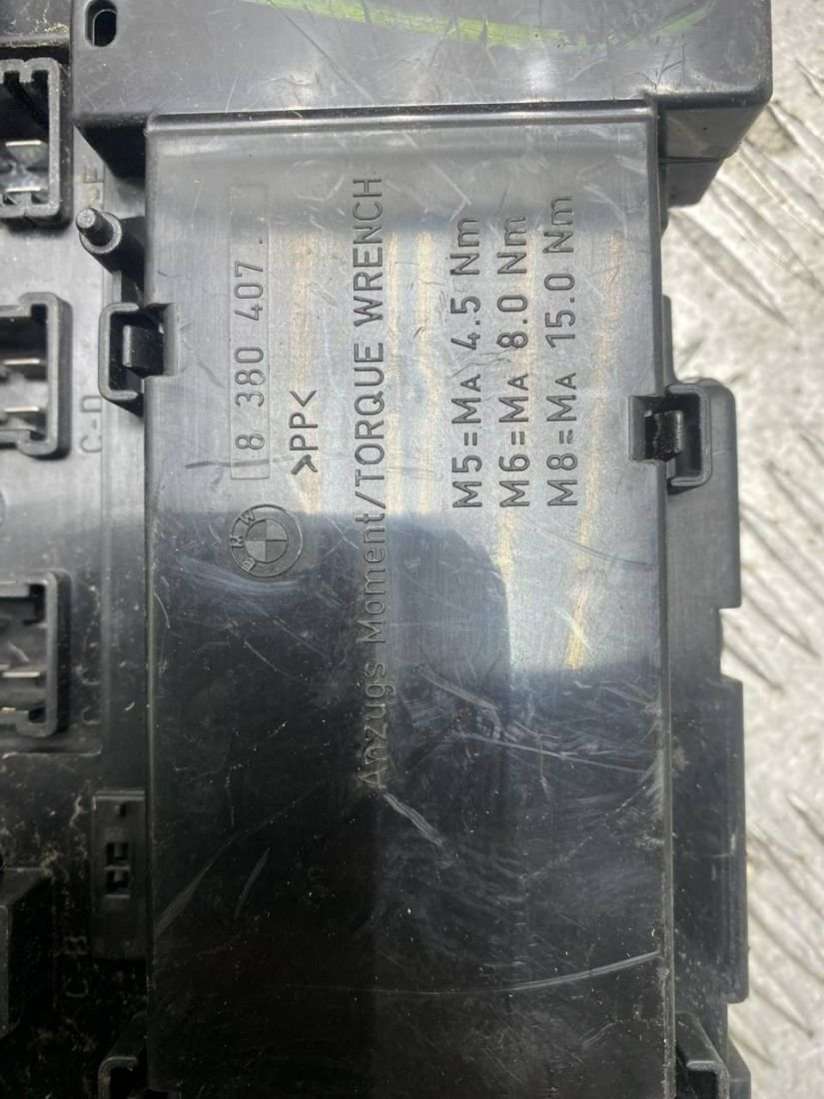 8 380 407.
>PP<
BMW
Anzugs Moment/TORQUE WRENCH
M5=MA 4.5 Nm
M6=MA 8.0 Nm
M8=MA 15.0 Nm
C-D
C-B